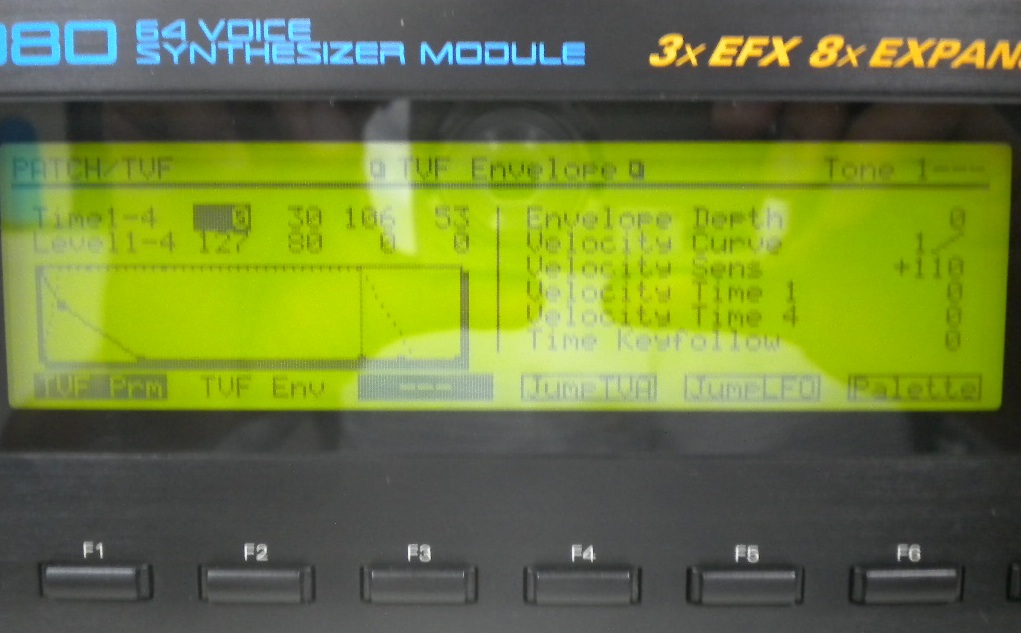 080 64 VOICE
SYNTHESIZER MODULE
3x EFX 8x EXPAN
PATCH/TVF TVF Envelope Tone 1---
Time1-4 0 30 106 53
Level1-4 127 80 0 0
Envelope Depth 0
Velocity Curve 1
Velocity Sens +110
Velocity Time 1 0
Velocity Time 4 0
Time Keyfollow 0
TVF Prm TVF Env --- JumpTVA JumpLFO Palette
F1 F2 F3 F4 F5 F6